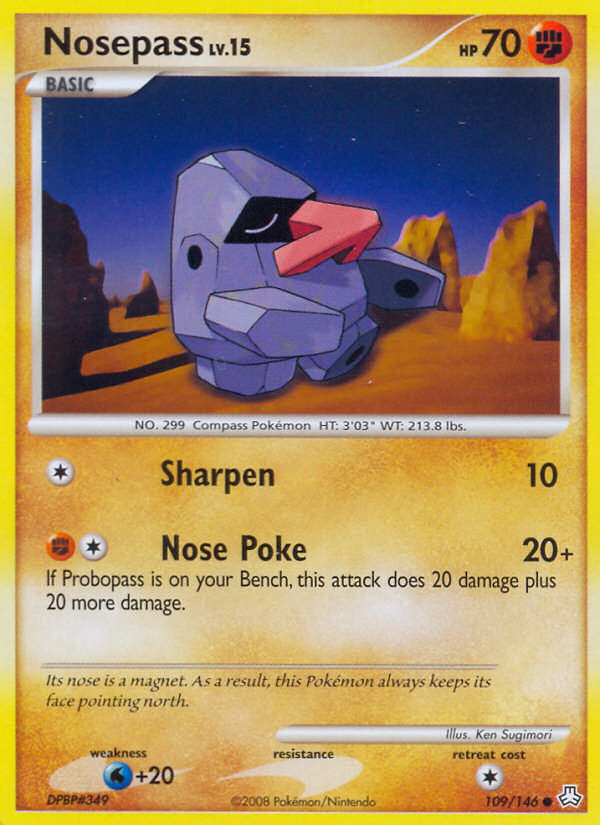 Nosepass LV.15
HP 70
BASIC
NO. 299 Compass Pokémon HT: 3'03" WT: 213.8 lbs.
Sharpen 10
Nose Poke 20+
If Probopass is on your Bench, this attack does 20 damage plus
20 more damage.
Its nose is a magnet. As a result, this Pokémon always keeps its
face pointing north.
Illus. Ken Sugimori
weakness resistance retreat cost
+20
DPBP#349 ©2008 Pokémon/Nintendo 109/146